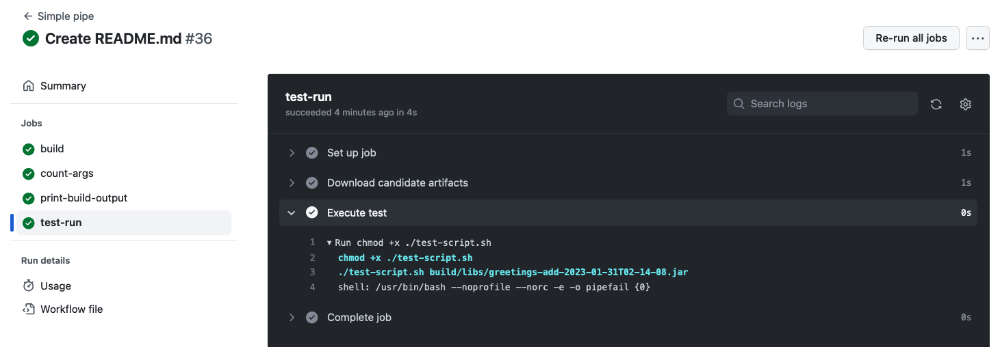 ← Simple pipe
Create README.md #36
Re-run all jobs
...
Summary
Jobs
build
count-args
print-build-output
test-run
Run details
Usage
Workflow file
test-run
succeeded 4 minutes ago in 4s
Search logs
Set up job 1s
Download candidate artifacts 1s
Execute test 0s
1 ▼ Run chmod +x ./test-script.sh
2 chmod +x ./test-script.sh
3 ./test-script.sh build/libs/greetings-add-2023-01-31T02-14-08.jar
4 shell: /usr/bin/bash --noprofile --norc -e -o pipefail {0}
Complete job 0s